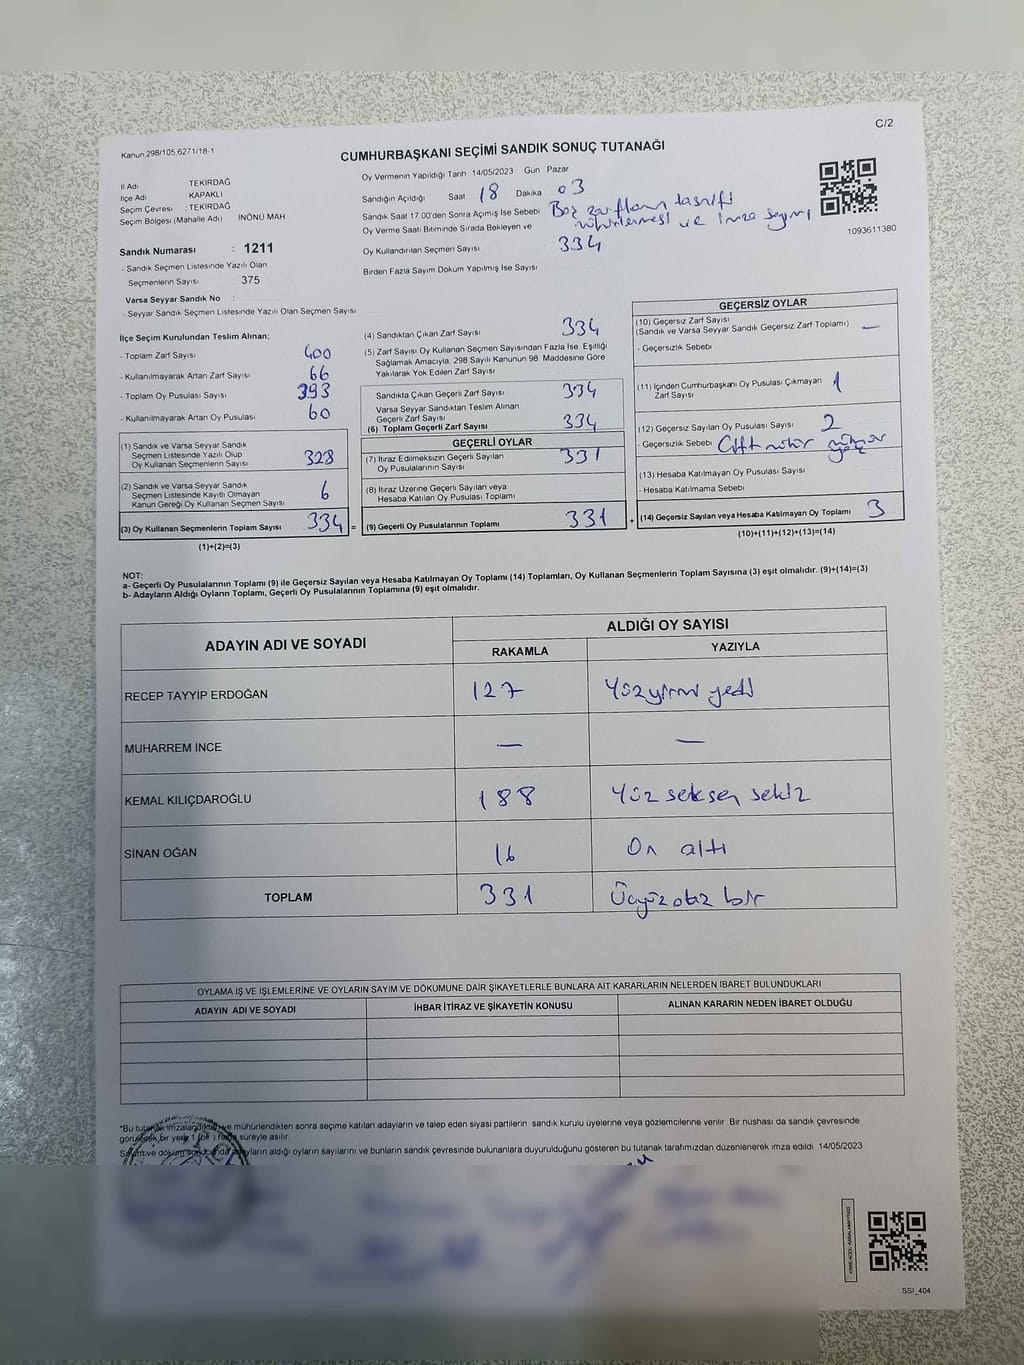 C/2
Kanun 298/105.6271/18-1
CUMHURBAŞKANI SEÇİMİ SANDIK SONUÇ TUTANAĞI
İl Adı TEKİRDAĞ
İlçe Adı KAPAKLI
Seçim Çevresi : TEKİRDAĞ
Seçim Bölgesi (Mahalle Adı) İNÖNÜ MAH
Sandık Numarası : 1211
- Sandık Seçmen Listesinde Yazılı Olan
Seçmenlerin Sayısı : 375
Varsa Seyyar Sandık No :
- Seyyar Sandık Seçmen Listesinde Yazılı Olan Seçmen Sayısı
Oy Vermenin Yapıldığı Tarih :14/05/2023 Gün : Pazar
Sandığın Açıldığı Saat 18 Dakika 03
Sandık Saat 17 00'den Sonra Açımış İse Sebebi Boş zarfların tasnifi
Oy Verme Saati Bitiminde Sırada Bekleyen ve mühürlenmesi ve imza sayımı
Oy Kullandırılan Seçmen Sayısı 334
Birden Fazla Sayım Döküm Yapılmış İse Sayısı
1093611380
İlçe Seçim Kurulundan Teslim Alınan;
- Toplam Zarf Sayısı 400
- Kullanılmayarak Artan Zarf Sayısı 66
- Toplam Oy Pusulası Sayısı 393
- Kullanılmayarak Artan Oy Pusulası 60
(1) Sandık ve Varsa Seyyar Sandık
Seçmen Listesinde Yazılı Olup
Oy Kullanan Seçmenlerin Sayısı 328
(2) Sandık ve Varsa Seyyar Sandık
Seçmen Listesinde Kayıtlı Olmayan
Kanun Gereği Oy Kullanan Seçmen Sayısı 6
(3) Oy Kullanan Seçmenlerin Toplam Sayısı 334 =
(1)+(2)=(3)
(4) Sandıktan Çıkan Zarf Sayısı 334
(5) Zarf Sayısı Oy Kullanan Seçmen Sayısından Fazla İse, Eşitliği
Sağlamak Amacıyla, 298 Sayılı Kanunun 98. Maddesine Göre
Yakılarak Yok Edilen Zarf Sayısı
Sandıkta Çıkan Geçerli Zarf Sayısı 334
Varsa Seyyar Sandıktan Teslim Alınan
Geçerli Zarf Sayısı
(6) Toplam Geçerli Zarf Sayısı 334
GEÇERLİ OYLAR
(7) İtiraz Edilmeksizin Geçerli Sayılan
Oy Pusulalarının Sayısı 331
(8) İtiraz Üzerine Geçerli Sayılan veya
Hesaba Katılan Oy Pusulası Toplamı
(9) Geçerli Oy Pusulalarının Toplamı 331 +
GEÇERSİZ OYLAR
(10) Geçersiz Zarf Sayısı
(Sandık ve Varsa Seyyar Sandık Geçersiz Zarf Toplamı) —
- Geçersizlik Sebebi
(11) İçinden Cumhurbaşkanı Oy Pusulası Çıkmayan 1
Zarf Sayısı
(12) Geçersiz Sayılan Oy Pusulası Sayısı 2
- Geçersizlik Sebebi Çift mühür mühür
yok
(13) Hesaba Katılmayan Oy Pusulası Sayısı
- Hesaba Katılmama Sebebi
(14) Geçersiz Sayılan veya Hesaba Katılmayan Oy Toplamı 3
(10)+(11)+(12)+(13)=(14)
NOT:
a- Geçerli Oy Pusulalarının Toplamı (9) ile Geçersiz Sayılan veya Hesaba Katılmayan Oy Toplamı (14) Toplamları, Oy Kullanan Seçmenlerin Toplam Sayısına (3) eşit olmalıdır. (9)+(14)=(3)
b- Adayların Aldığı Oyların Toplamı, Geçerli Oy Pusulalarının Toplamına (9) eşit olmalıdır.
ADAYIN ADI VE SOYADI ALDIĞI OY SAYISI
RAKAMLA YAZIYLA
RECEP TAYYİP ERDOĞAN 127 Yüzyirmi yedi
MUHARREM İNCE — —
KEMAL KILIÇDAROĞLU 188 Yüz seksen sekiz
SİNAN OĞAN 16 On altı
TOPLAM 331 Üçyüz otuz bir
OYLAMA İŞ VE İŞLEMLERİNE VE OYLARIN SAYIM VE DÖKÜMÜNE DAİR ŞİKAYETLERLE BUNLARA AİT KARARLARIN NELERDEN İBARET BULUNDUKLARI
ADAYIN ADI VE SOYADI İHBAR İTİRAZ VE ŞİKAYETİN KONUSU ALINAN KARARIN NEDEN İBARET OLDUĞU
*Bu tutanak imzalandıktan ve mühürlendikten sonra seçime katılan adayların ve talep eden siyasi partilerin sandık kurulu üyelerine veya gözlemcilerine verilir. Bir nüshası da sandık çevresinde
görülecek bir yere 1 (bir) hafta süreyle asılır.
Sayım ve döküm sonucunda adayların aldığı oyların sayılarını ve bunların sandık çevresinde bulunanlara duyurulduğunu gösteren bu tutanak tarafımızdan düzenlenerek imza edildi. 14/05/2023
SSI_404